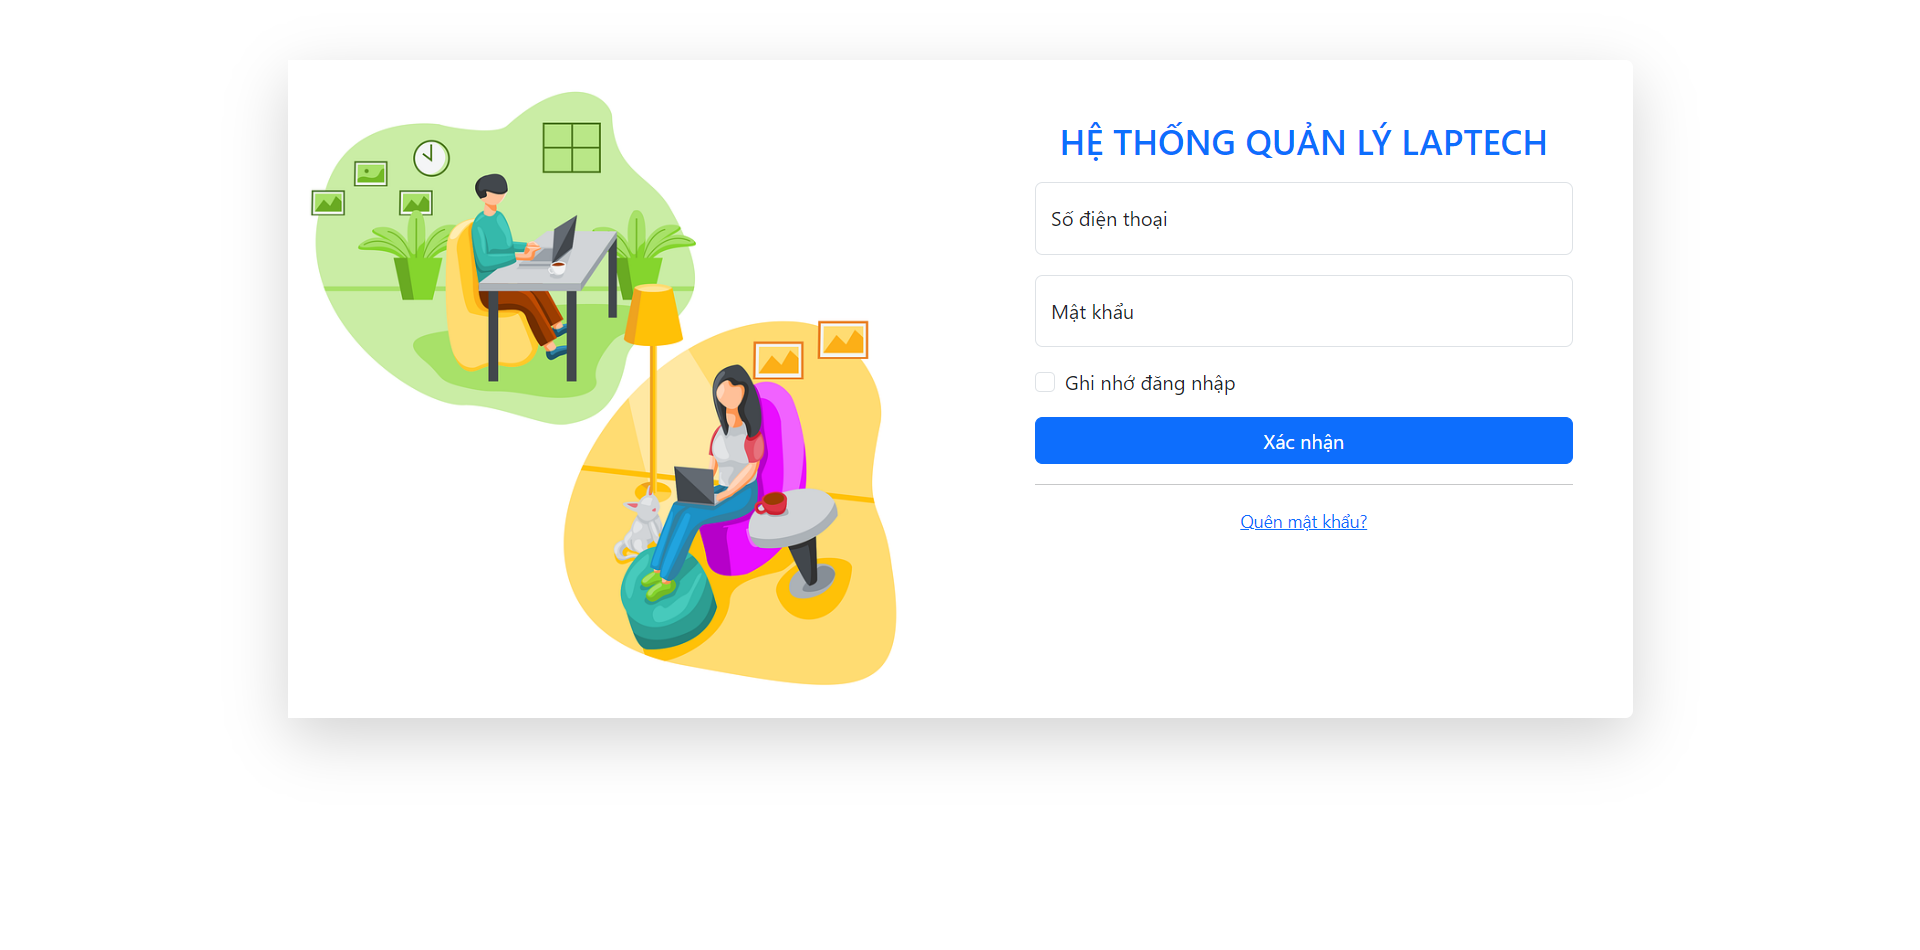 HỆ THỐNG QUẢN LÝ LAPTECH
Số điện thoại
Mật khẩu
Ghi nhớ đăng nhập
Xác nhận
Quên mật khẩu?